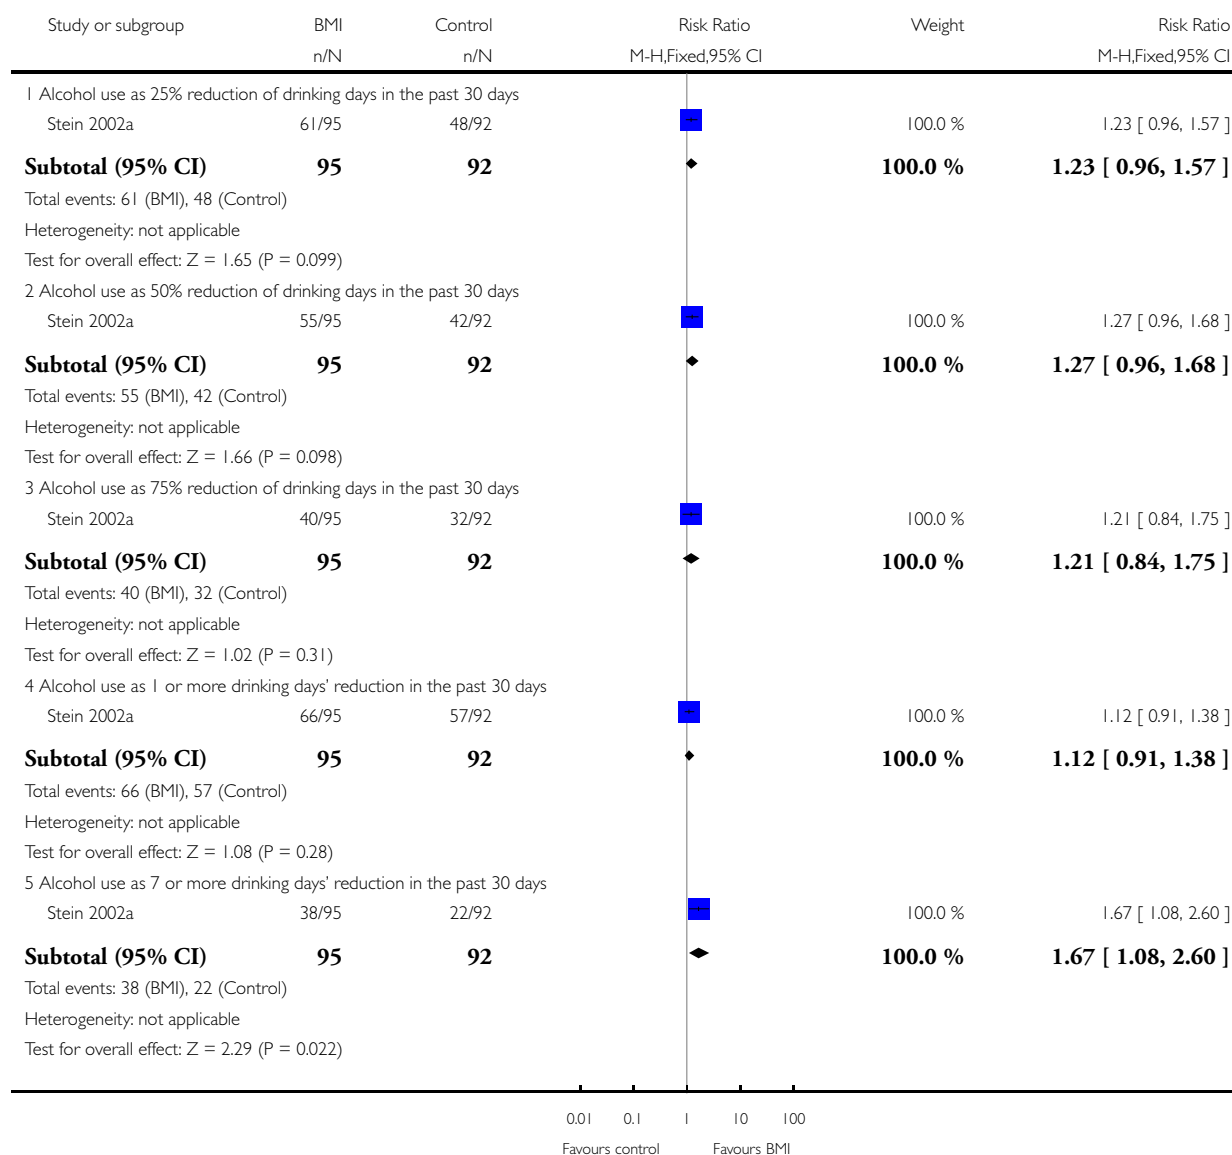 Study or subgroup BMI Control Risk Ratio Weight Risk Ratio
n/N n/N M-H,Fixed,95% CI M-H,Fixed,95% CI
1 Alcohol use as 25% reduction of drinking days in the past 30 days
Stein 2002a 61/95 48/92 100.0 % 1.23 [ 0.96, 1.57 ]
Subtotal (95% CI) 95 92 100.0 % 1.23 [ 0.96, 1.57 ]
Total events: 61 (BMI), 48 (Control)
Heterogeneity: not applicable
Test for overall effect: Z = 1.65 (P = 0.099)
2 Alcohol use as 50% reduction of drinking days in the past 30 days
Stein 2002a 55/95 42/92 100.0 % 1.27 [ 0.96, 1.68 ]
Subtotal (95% CI) 95 92 100.0 % 1.27 [ 0.96, 1.68 ]
Total events: 55 (BMI), 42 (Control)
Heterogeneity: not applicable
Test for overall effect: Z = 1.66 (P = 0.098)
3 Alcohol use as 75% reduction of drinking days in the past 30 days
Stein 2002a 40/95 32/92 100.0 % 1.21 [ 0.84, 1.75 ]
Subtotal (95% CI) 95 92 100.0 % 1.21 [ 0.84, 1.75 ]
Total events: 40 (BMI), 32 (Control)
Heterogeneity: not applicable
Test for overall effect: Z = 1.02 (P = 0.31)
4 Alcohol use as 1 or more drinking days’ reduction in the past 30 days
Stein 2002a 66/95 57/92 100.0 % 1.12 [ 0.91, 1.38 ]
Subtotal (95% CI) 95 92 100.0 % 1.12 [ 0.91, 1.38 ]
Total events: 66 (BMI), 57 (Control)
Heterogeneity: not applicable
Test for overall effect: Z = 1.08 (P = 0.28)
5 Alcohol use as 7 or more drinking days’ reduction in the past 30 days
Stein 2002a 38/95 22/92 100.0 % 1.67 [ 1.08, 2.60 ]
Subtotal (95% CI) 95 92 100.0 % 1.67 [ 1.08, 2.60 ]
Total events: 38 (BMI), 22 (Control)
Heterogeneity: not applicable
Test for overall effect: Z = 2.29 (P = 0.022)
0.01 0.1 1 10 100
Favours control Favours BMI